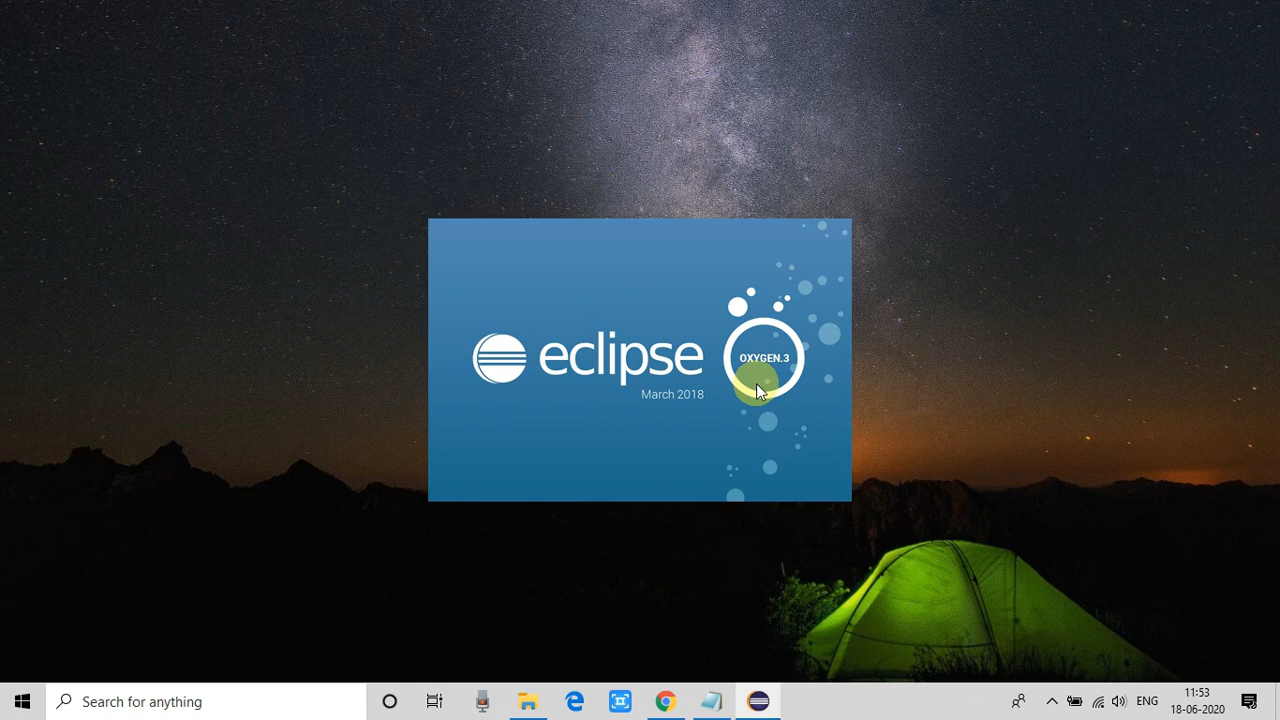 eclipse
OXYGEN.3
March 2018
Search for anything
ENG
11:53
18-06-2020